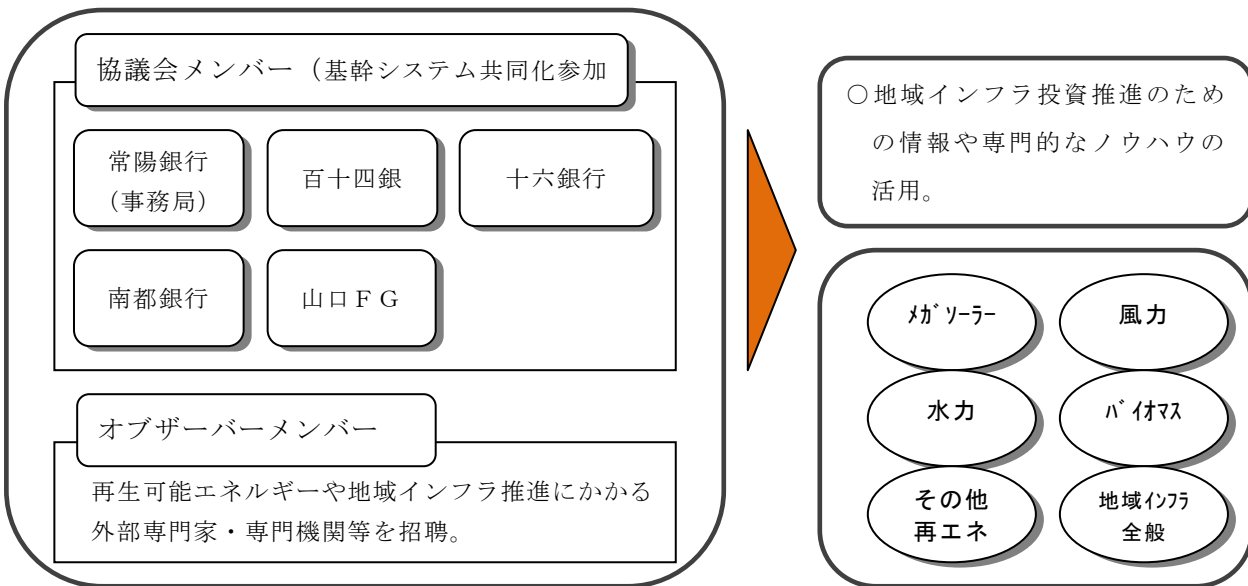 協議会メンバー（基幹システム共同化参加
常陽銀行
（事務局）
百十四銀
十六銀行
南都銀行
山口ＦＧ
オブザーバーメンバー
再生可能エネルギーや地域インフラ推進にかかる
外部専門家・専門機関等を招聘。
○地域インフラ投資推進のため
の情報や専門的なノウハウの
活用。
ﾒｶﾞｿｰﾗｰ
風力
水力
ﾊﾞｲｵﾏｽ
その他
再エネ
地域ｲﾝﾌﾗ
全般